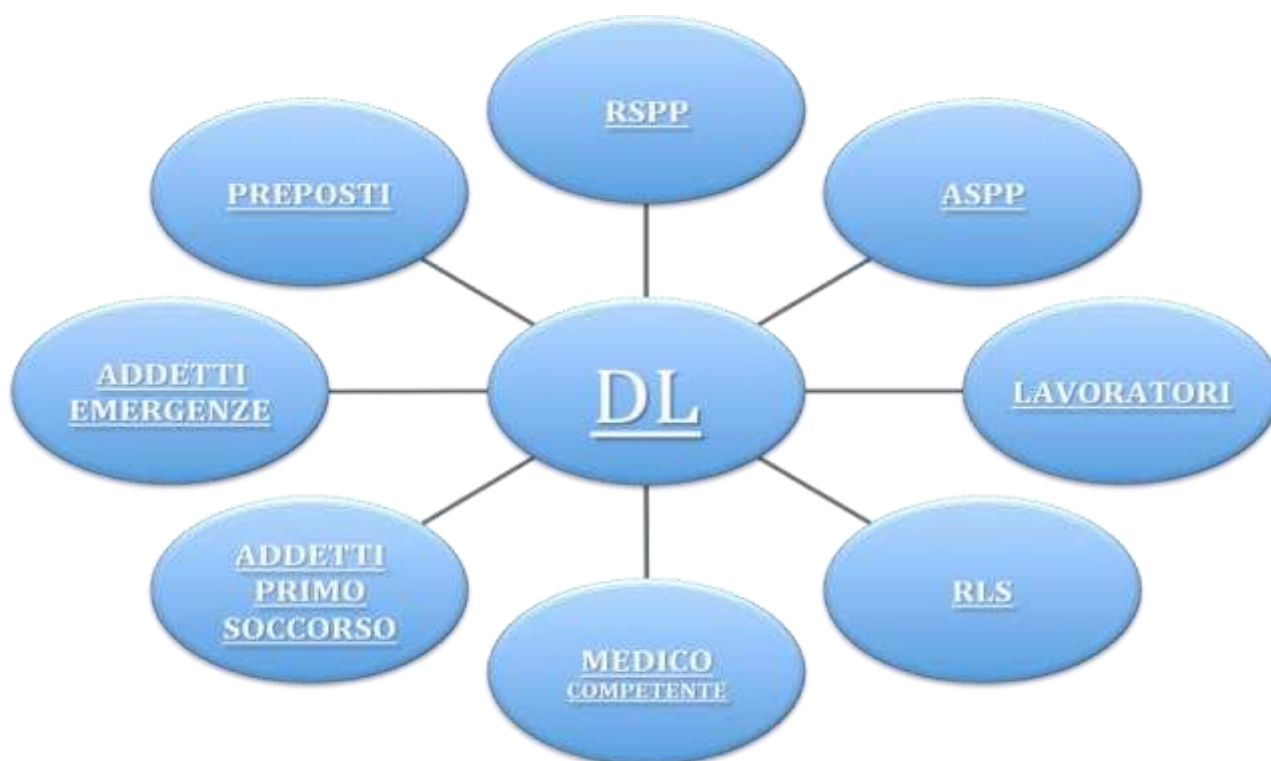 RSPP
PREPOSTI
ASPP
ADDETTI
EMERGENZE
DL
LAVORATORI
ADDETTI
PRIMO
SOCCORSO
RLS
MEDICO
COMPETENTE